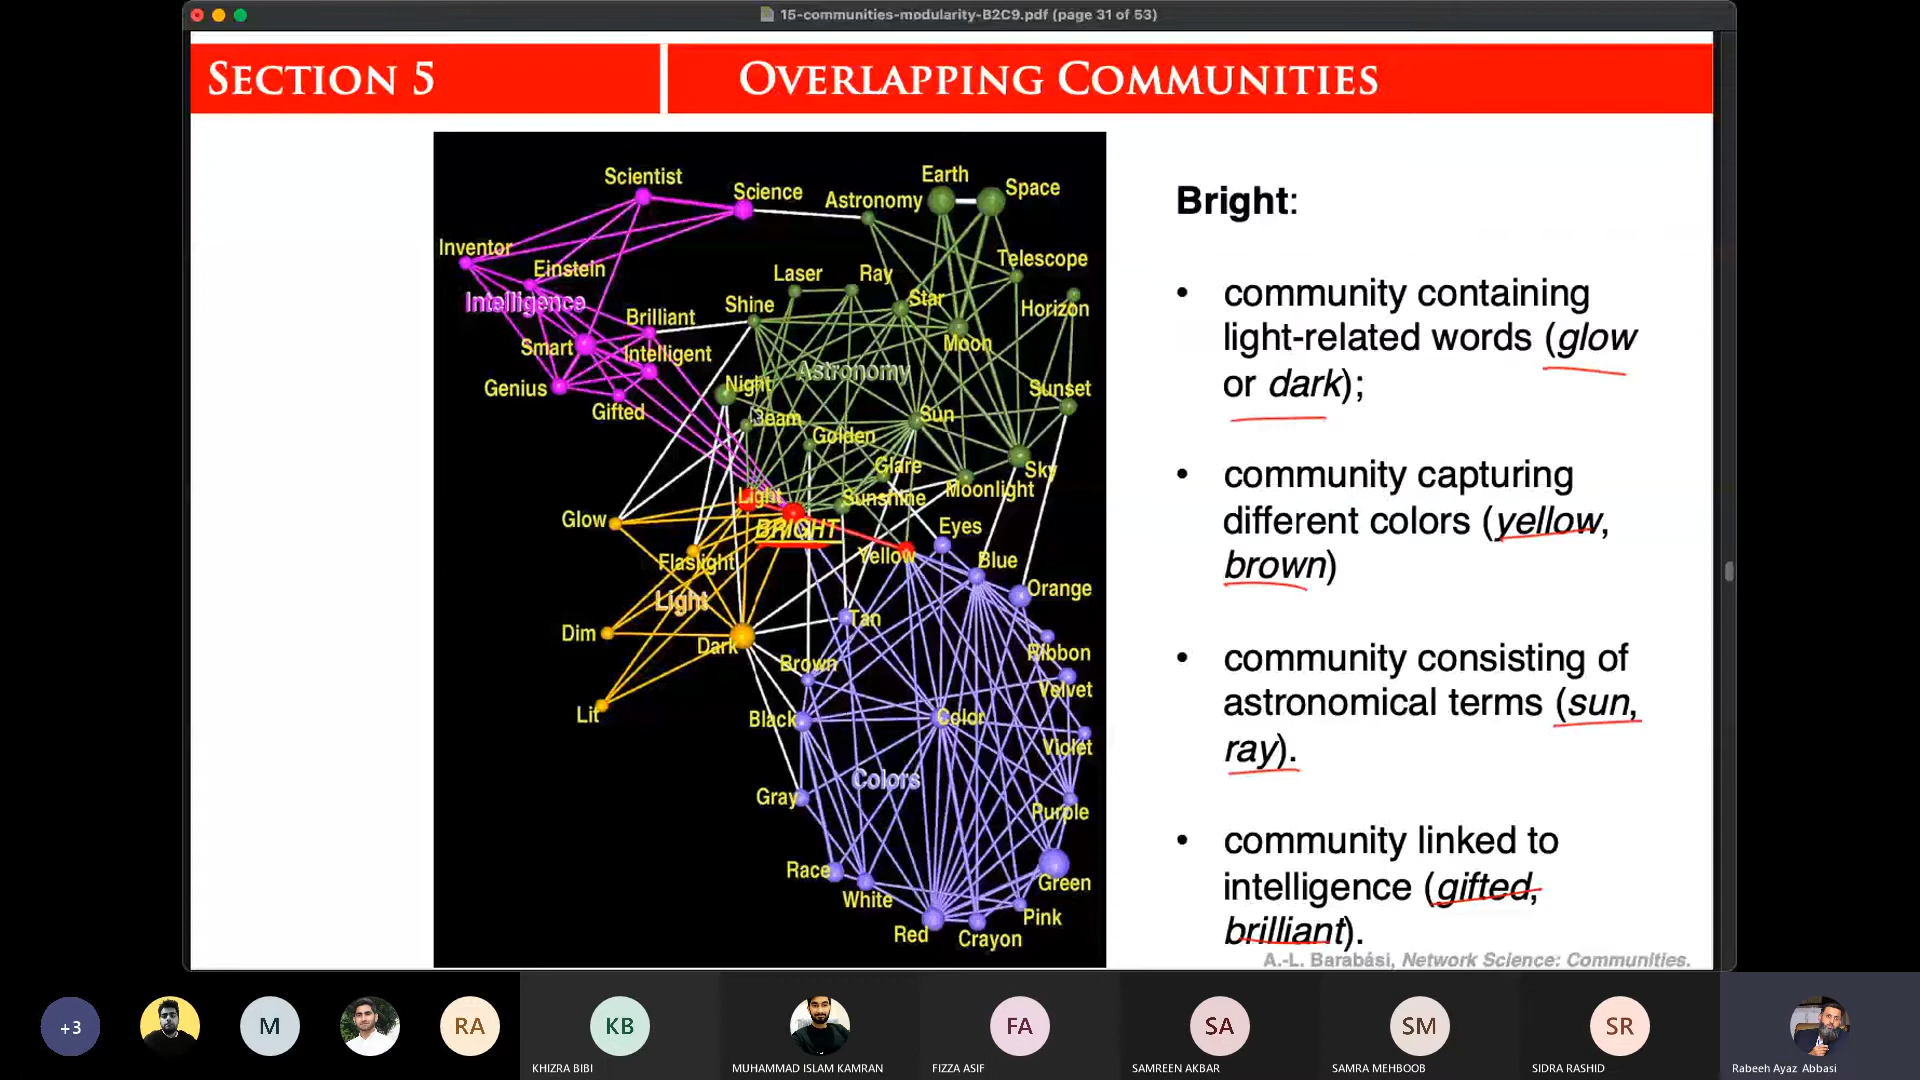 15-communities-modularity-B2C9.pdf (page 31 of 53)
SECTION 5
OVERLAPPING COMMUNITIES
Scientist
Science
Astronomy
Earth
Space
Inventor
Einstein
Intelligence
Laser
Ray
Telescope
Shine
Star
Horizon
Brilliant
Smart
Intelligent
Moon
Genius
Gifted
Night
Astronomy
Sunset
Beam
Golden
Sun
Glare
Sky
Light
Sunshine
Moonlight
Glow
BRIGHT
Eyes
Flaslight
Yellow
Blue
Orange
Light
Dim
Dark
Tan
Brown
Ribbon
Velvet
Lit
Black
Color
Violet
Colors
Gray
Purple
Race
White
Green
Red
Crayon
Pink
Bright:
• community containing
light-related words (glow
or dark);
• community capturing
different colors (yellow,
brown)
• community consisting of
astronomical terms (sun,
ray).
• community linked to
intelligence (gifted,
brilliant).
A.-L. Barabási, Network Science: Communities.
+3
M
RA
KB
KHIZRA BIBI
MUHAMMAD ISLAM KAMRAN
FA
FIZZA ASIF
SA
SAMREEN AKBAR
SM
SAMRA MEHBOOB
SR
SIDRA RASHID
Rabeeh Ayaz Abbasi